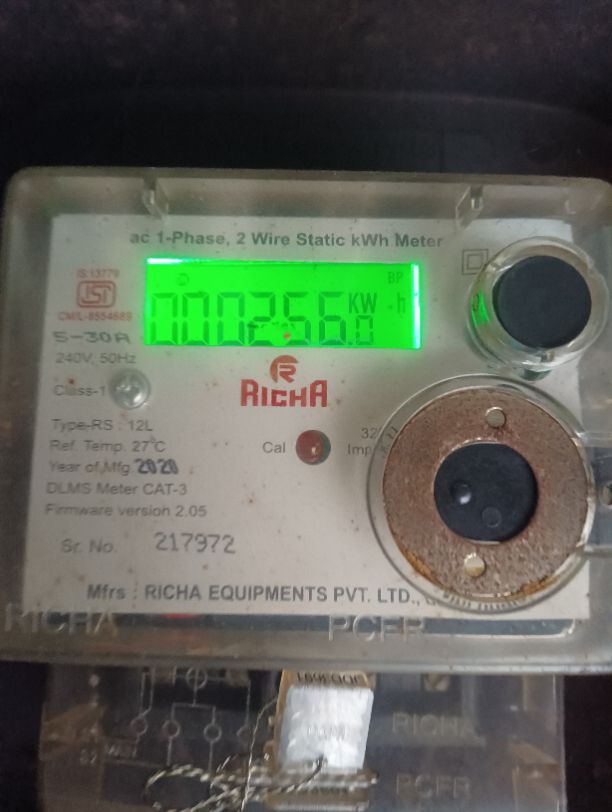 ac 1-Phase, 2 Wire Static kWh Meter
IS:13779
ISI
CM/L-8554689
BP
000256.0 KW-h
5-30A
240V, 50Hz
Class-1
R
RICHA
Type-RS : 12L
Ref. Temp. 27°C
Cal
Year of Mfg. 2020
DLMS Meter CAT-3
Firmware version 2.05
Sr. No. 217972
Mfrs : RICHA EQUIPMENTS PVT. LTD.,
RICHA PCFR
RICHA
PCFR